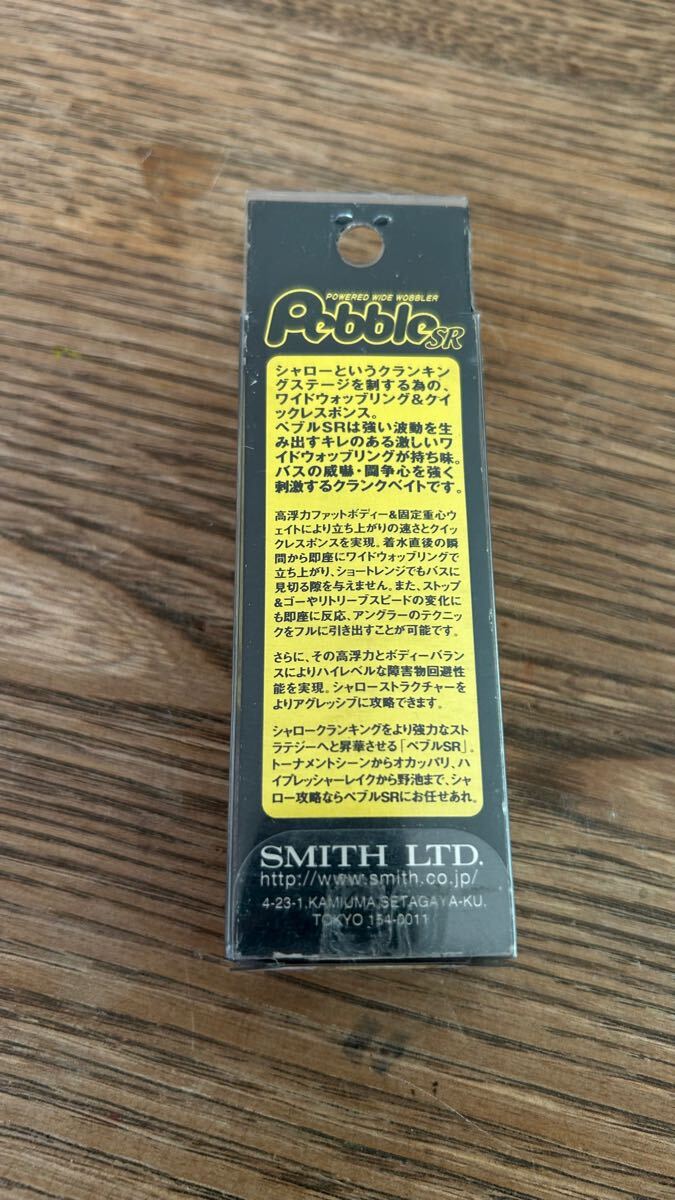 POWERED WIDE WOBBLER
Pebble SR
シャローというクランキン
グステージを制する為の、
ワイドウォッブリング&クイ
ックレスポンス。
ペブルSRは強い波動を生
み出すキレのある激しいワ
イドウォッブリングが持ち味。
バスの威嚇・闘争心を強く
刺激するクランクベイトです。
高浮力ファットボディー&固定重心ウ
ェイトにより立ち上がりの速さとクイッ
クレスポンスを実現。着水直後の瞬
間から即座にワイドウォッブリングで
立ち上がり、ショートレンジでもバスに
見切る隙を与えません。また、ストップ
&ゴーやリトリーブスピードの変化に
も即座に反応、アングラーのテクニッ
クをフルに引き出すことが可能です。
さらに、その高浮力とボディーバラン
スによりハイレベルな障害物回避性
能を実現。シャローストラクチャーを
よりアグレッシブに攻略できます。
シャロークランキングをより強力なスト
ラテジーへと昇華させる「ペブルSR」。
トーナメントシーンからオカッパリ、ハ
イプレッシャーレイクから野池まで、シャ
ロー攻略ならペブルSRにお任せあれ。
SMITH LTD.
http://www.smith.co.jp/
4-23-1,KAMIUMA,SETAGAYA-KU,
TOKYO 154-0011